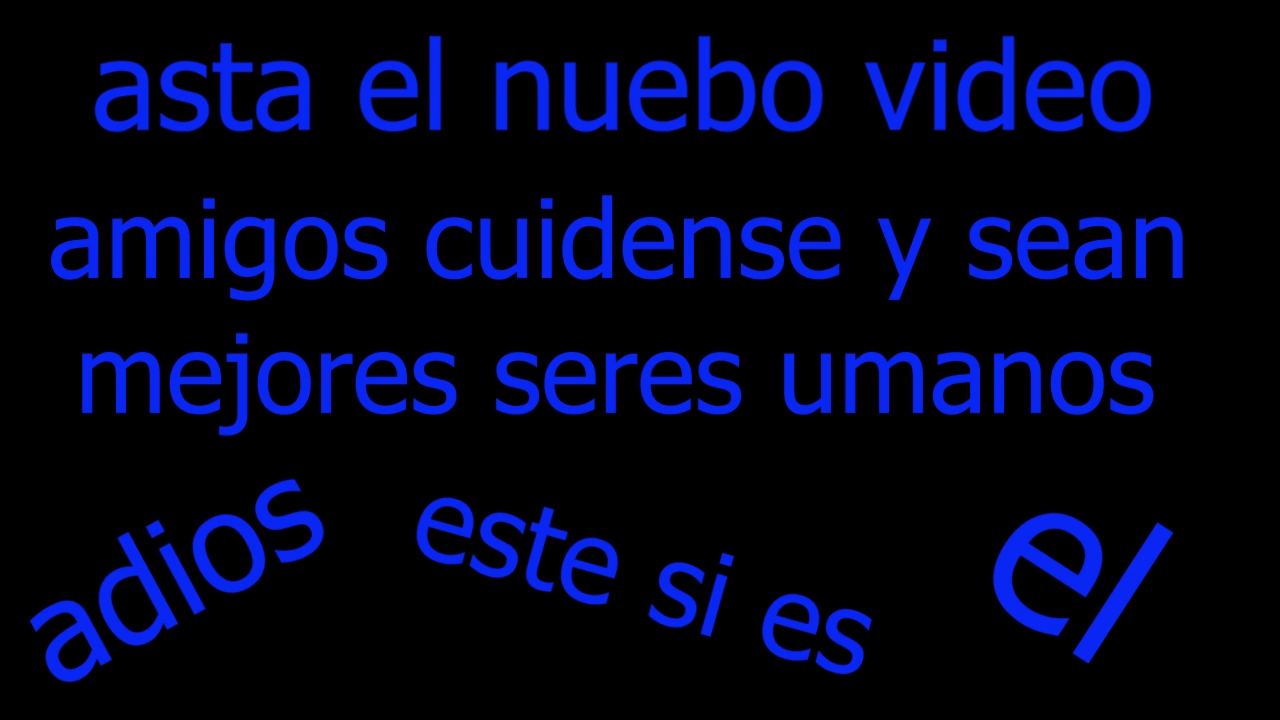 asta el nuebo video
amigos cuidense y sean
mejores seres umanos
adios este si es el